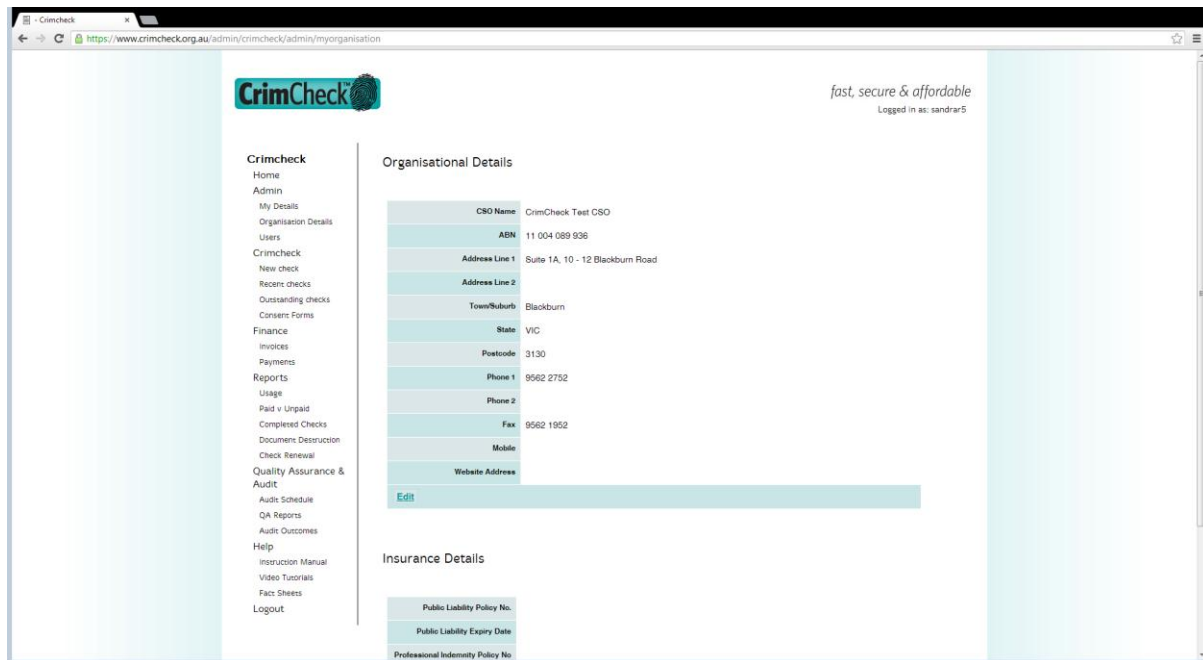 - Crimcheck
https://www.crimcheck.org.au/admin/crimcheck/admin/myorganisation
CrimCheck™
fast, secure & affordable
Logged in as: sandrar5
Crimcheck
Home
Admin
My Details
Organisation Details
Users
Crimcheck
New check
Recent checks
Outstanding checks
Consent Forms
Finance
Invoices
Payments
Reports
Usage
Paid v Unpaid
Completed Checks
Document Destruction
Check Renewal
Quality Assurance &
Audit
Audit Schedule
QA Reports
Audit Outcomes
Help
Instruction Manual
Video Tutorials
Fact Sheets
Logout
Organisational Details
CSO Name CrimCheck Test CSO
ABN 11 004 089 936
Address Line 1 Suite 1A, 10 - 12 Blackburn Road
Address Line 2
Town/Suburb Blackburn
State VIC
Postcode 3130
Phone 1 9562 2752
Phone 2
Fax 9562 1952
Mobile
Website Address
Edit
Insurance Details
Public Liability Policy No.
Public Liability Expiry Date
Professional Indemnity Policy No